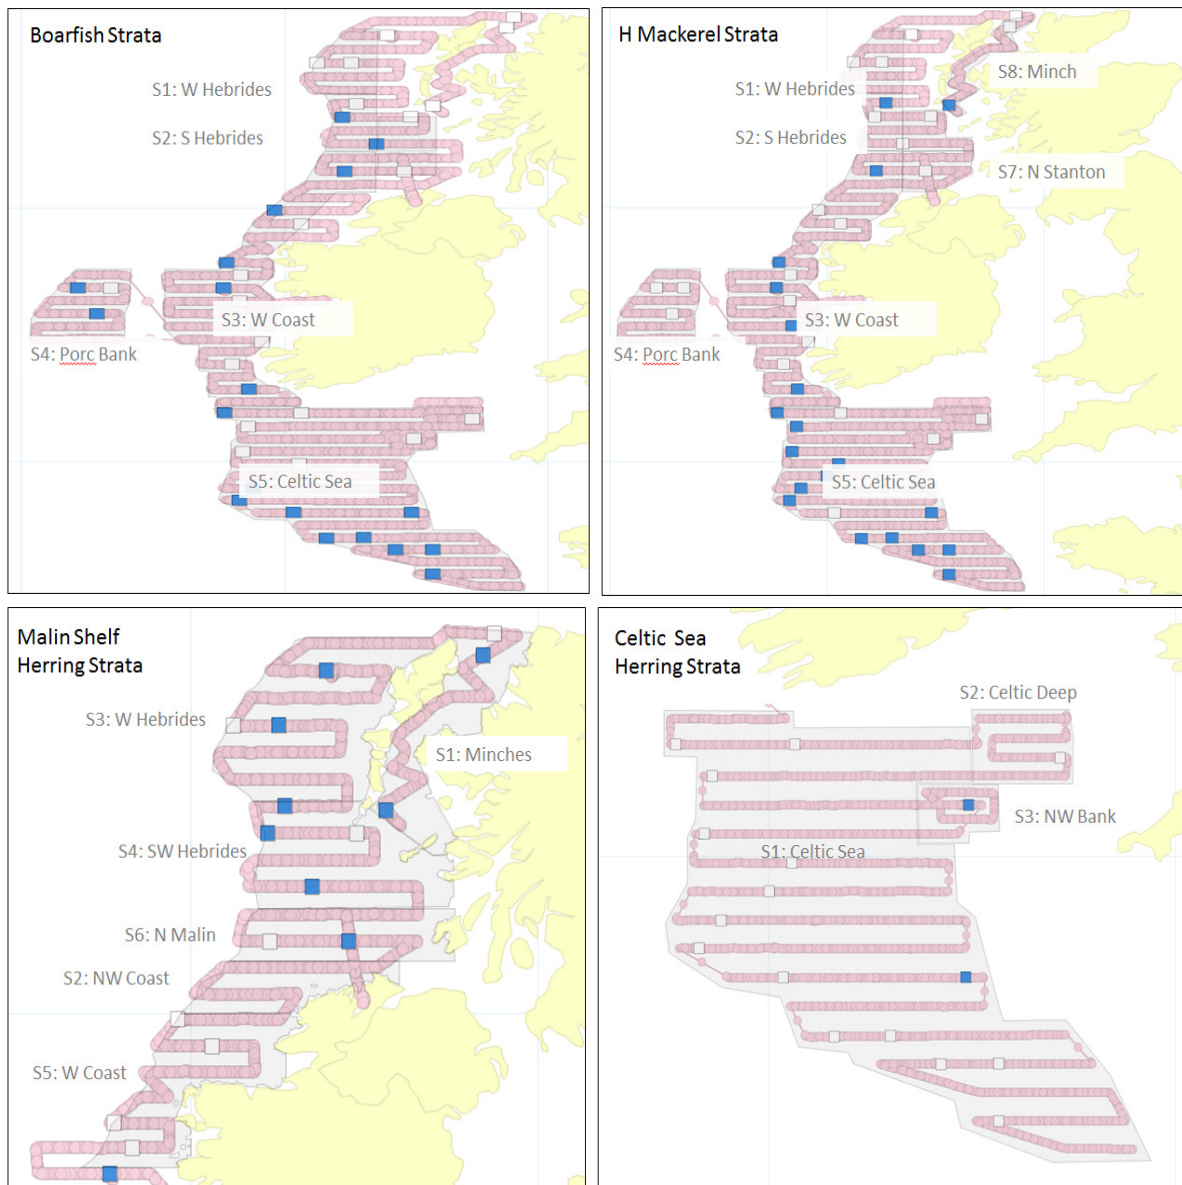 Boarfish Strata
S1: W Hebrides
S2: S Hebrides
S3: W Coast
S4: Porc Bank
S5: Celtic Sea
H Mackerel Strata
S8: Minch
S1: W Hebrides
S2: S Hebrides
S7: N Stanton
S3: W Coast
S4: Porc Bank
S5: Celtic Sea
Malin Shelf
Herring Strata
S3: W Hebrides
S1: Minches
S4: SW Hebrides
S6: N Malin
S2: NW Coast
S5: W Coast
Celtic Sea
Herring Strata
S2: Celtic Deep
S3: NW Bank
S1: Celtic Sea